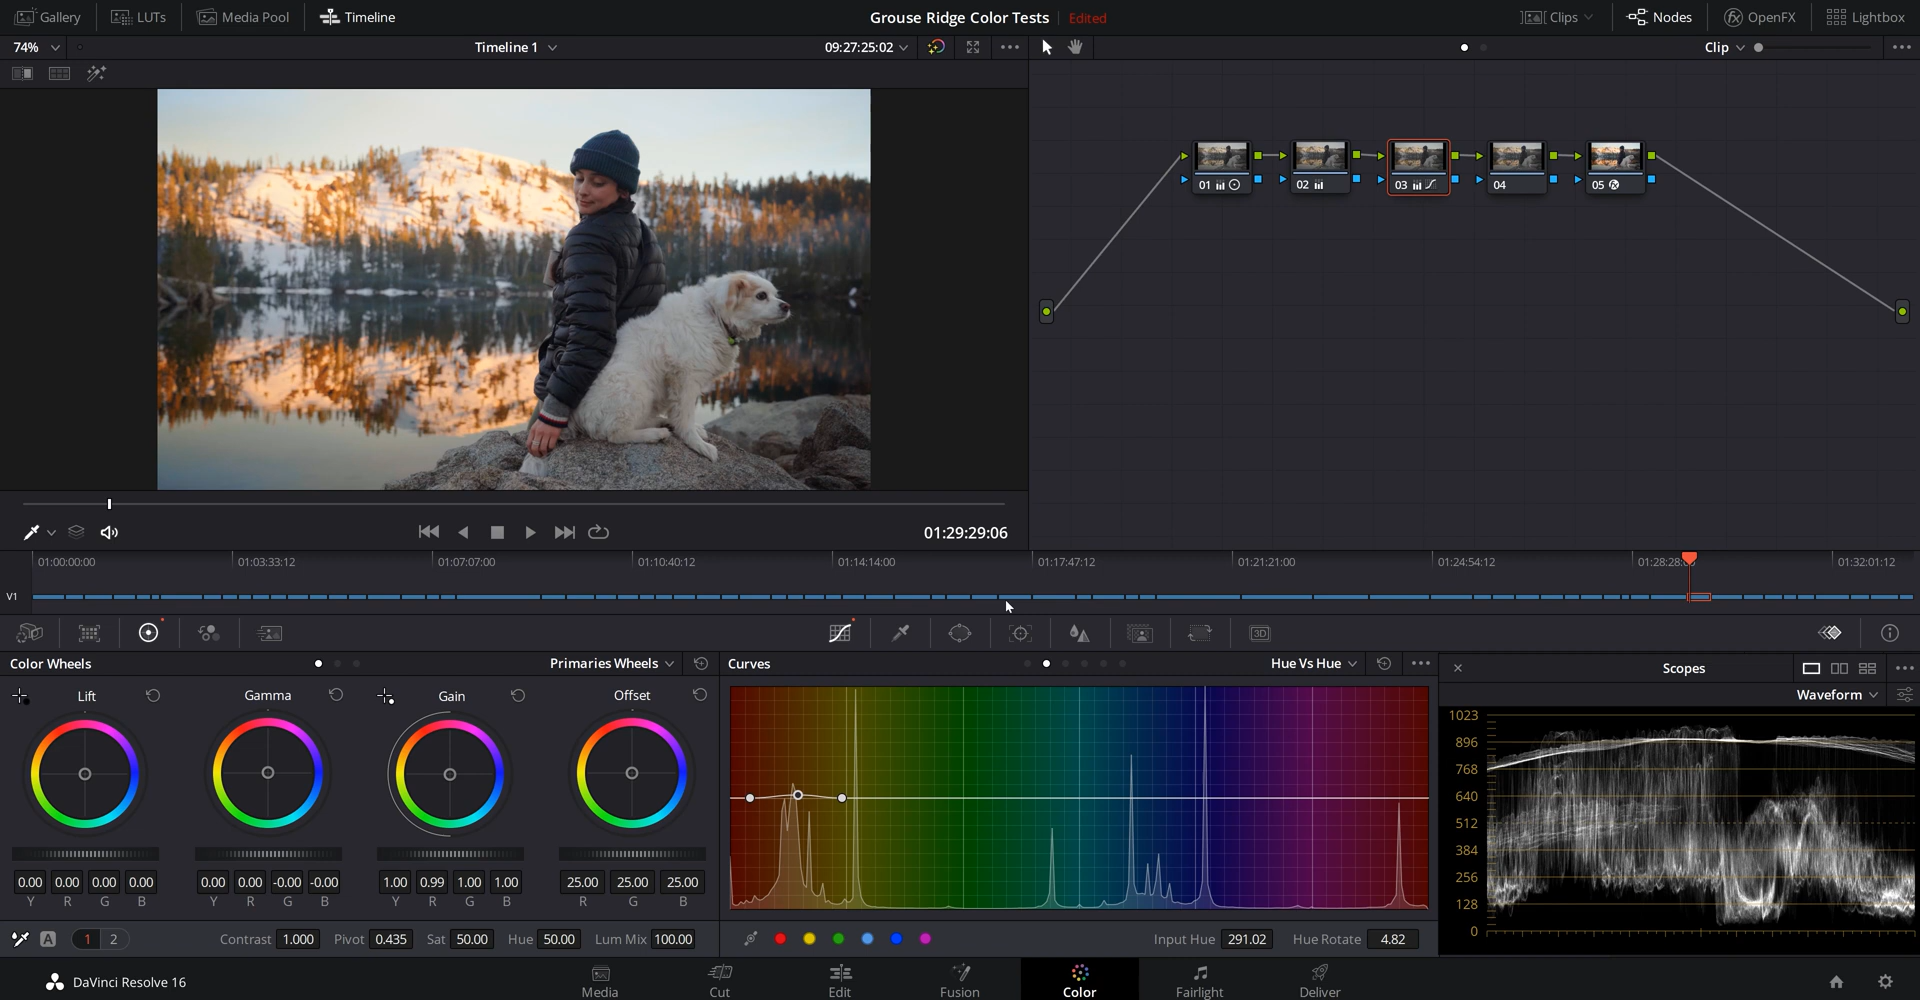 Gallery LUTs Media Pool Timeline Grouse Ridge Color Tests Edited Clips Nodes OpenFX Lightbox
74% Timeline 1 09:27:25:02 Clip
01 02 03 04 05
01:29:29:06
01:00:00:00 01:03:33:12 01:07:07:00 01:10:40:12 01:14:14:00 01:17:47:12 01:21:21:00 01:24:54:12 01:28:28: 01:32:01:12
V1
3D
Color Wheels Primaries Wheels Curves Hue Vs Hue Scopes
Lift Gamma Gain Offset Waveform
1023
896
768
640
512
384
256
128
0
0.00 0.00 0.00 0.00 0.00 0.00 -0.00 -0.00 1.00 0.99 1.00 1.00 25.00 25.00 25.00
Y R G B Y R G B Y R G B R G B
A 1 2 Contrast 1.000 Pivot 0.435 Sat 50.00 Hue 50.00 Lum Mix 100.00 Input Hue 291.02 Hue Rotate 4.82
DaVinci Resolve 16 Media Cut Edit Fusion Color Fairlight Deliver